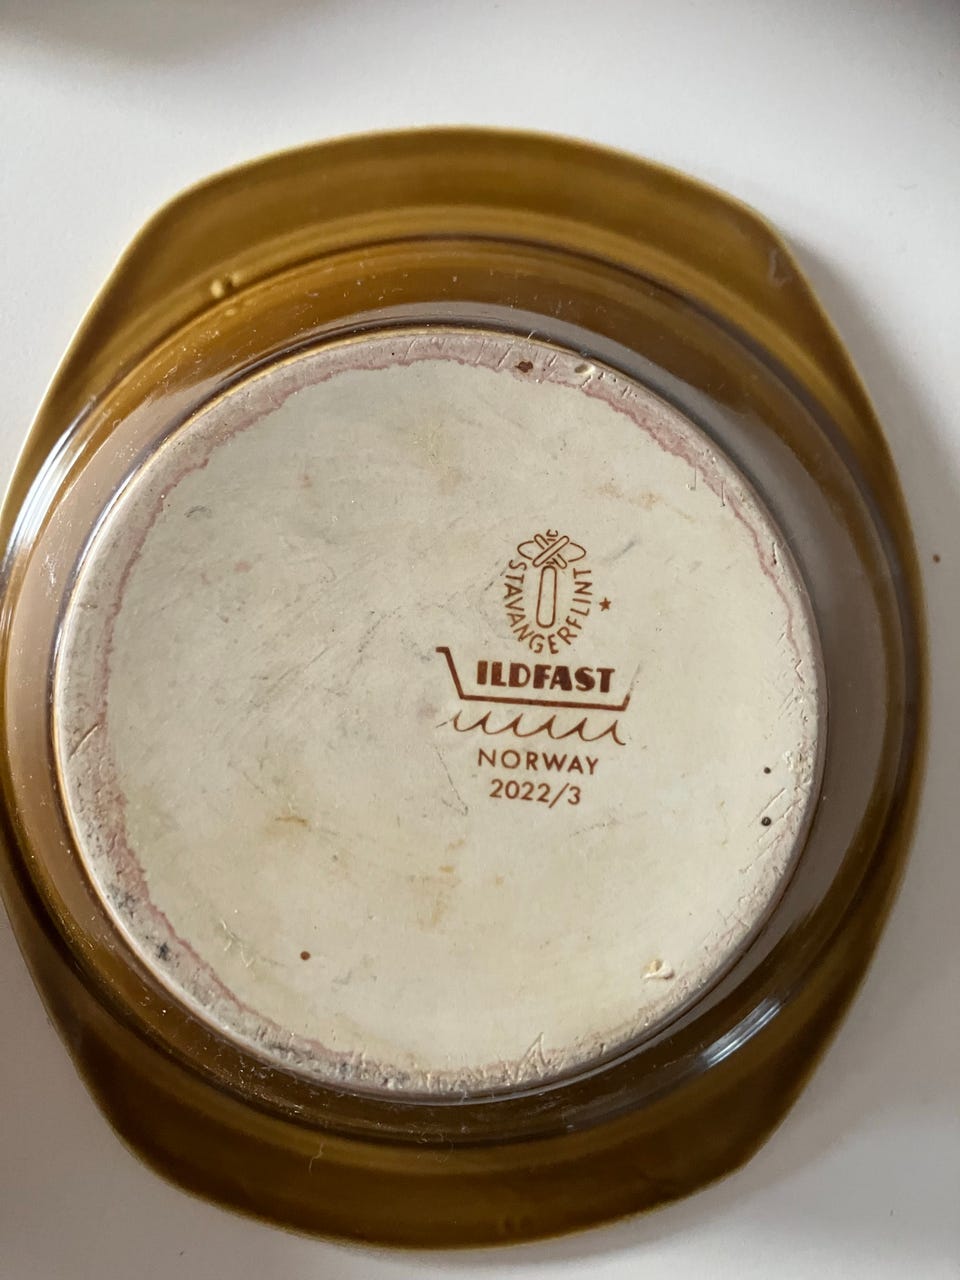 STAVANGERFLINT
ILDFAST
NORWAY
2022/3